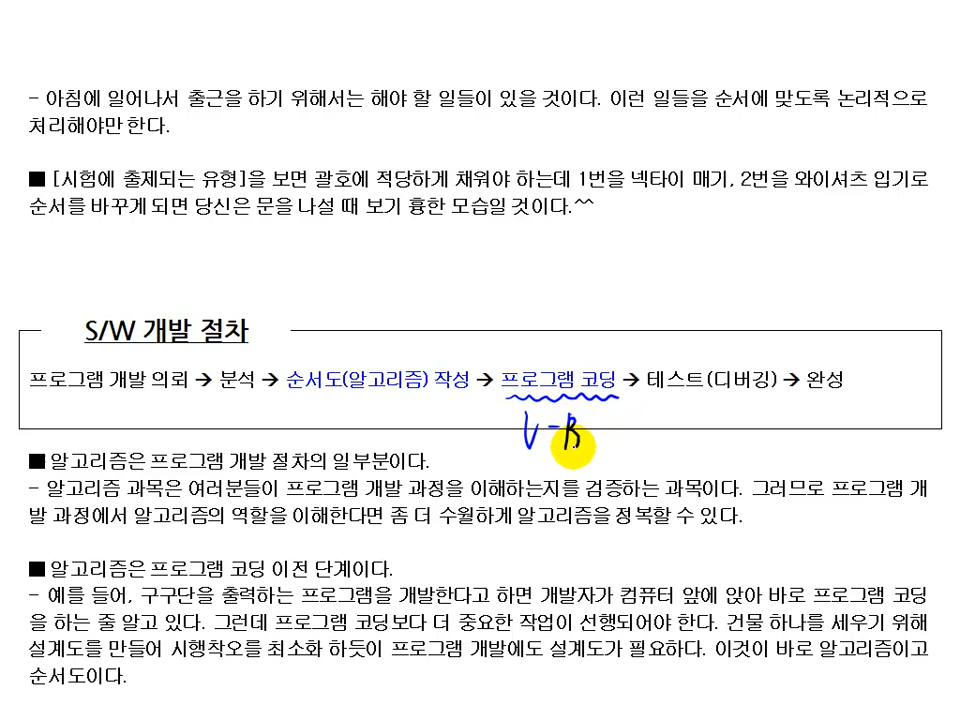 - 아침에 일어나서 출근을 하기 위해서는 해야 할 일들이 있을 것이다. 이런 일들을 순서에 맞도록 논리적으로
처리해야만 한다.
■ [시험에 출제되는 유형]을 보면 괄호에 적당하게 채워야 하는데 1번을 넥타이 매기, 2번을 와이셔츠 입기로
순서를 바꾸게 되면 당신은 문을 나설 때 보기 흉한 모습일 것이다.^^
S/W 개발 절차
프로그램 개발 의뢰 → 분석 → 순서도(알고리즘) 작성 → 프로그램 코딩 → 테스트(디버깅) → 완성
■ 알고리즘은 프로그램 개발 절차의 일부분이다.
- 알고리즘 과목은 여러분들이 프로그램 개발 과정을 이해하는지를 검증하는 과목이다. 그러므로 프로그램 개
발 과정에서 알고리즘의 역할을 이해한다면 좀 더 수월하게 알고리즘을 정복할 수 있다.
■ 알고리즘은 프로그램 코딩 이전 단계이다.
- 예를 들어, 구구단을 출력하는 프로그램을 개발한다고 하면 개발자가 컴퓨터 앞에 앉아 바로 프로그램 코딩
을 하는 줄 알고 있다. 그런데 프로그램 코딩보다 더 중요한 작업이 선행되어야 한다. 건물 하나를 세우기 위해
설계도를 만들어 시행착오를 최소화 하듯이 프로그램 개발에도 설계도가 필요하다. 이것이 바로 알고리즘이고
순서도이다.